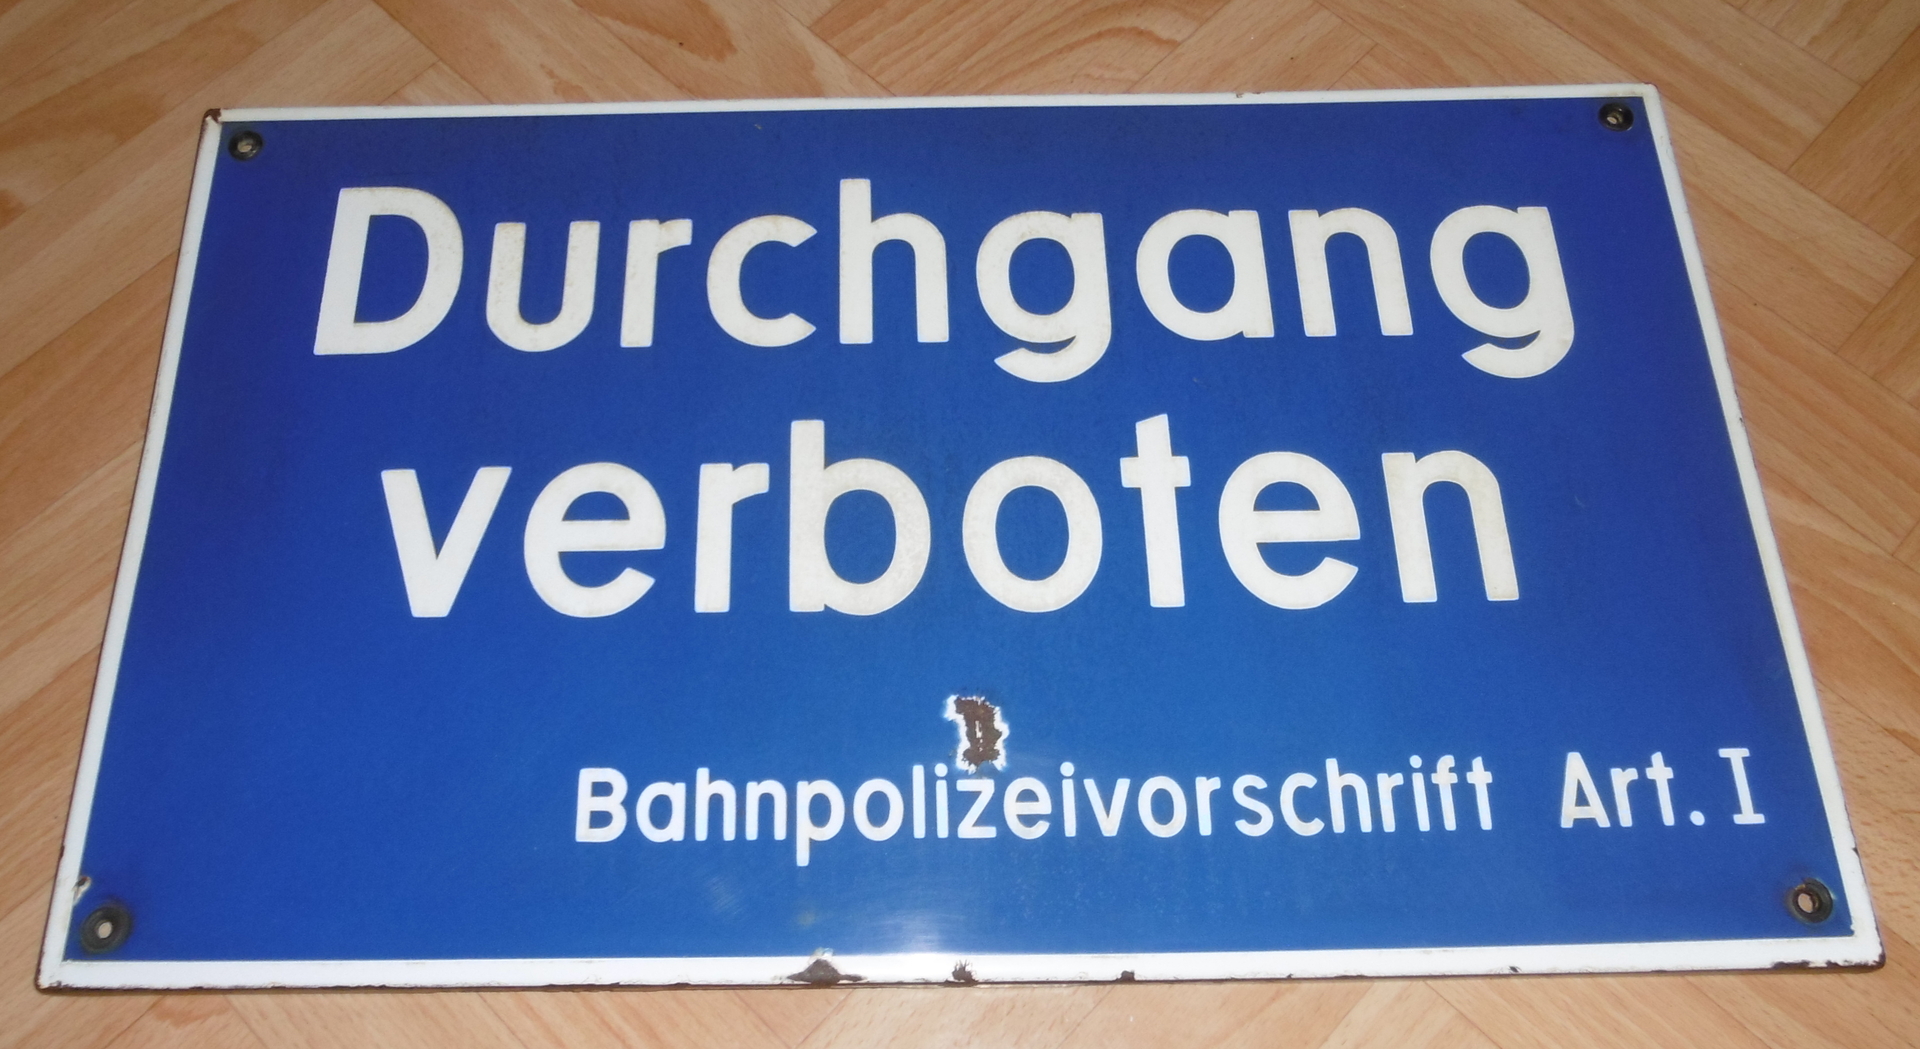 Durchgang
verboten
Bahnpolizeivorschrift Art. I